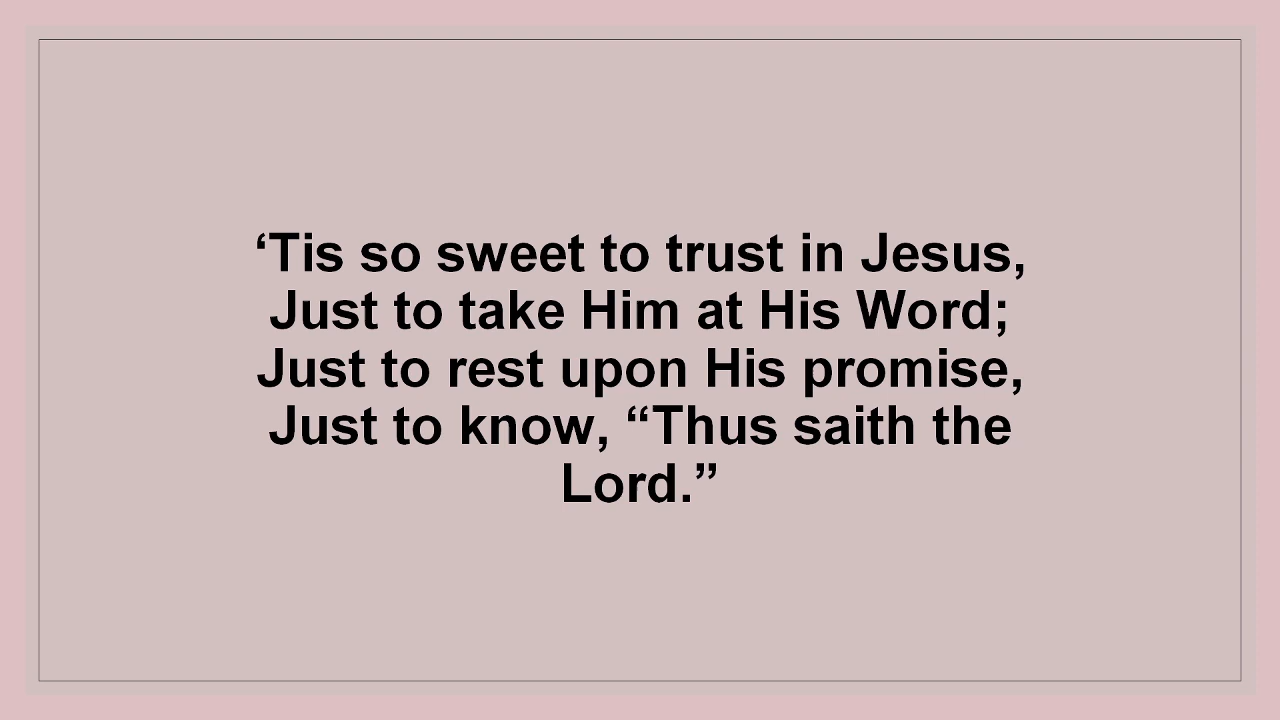 ‘Tis so sweet to trust in Jesus,
Just to take Him at His Word;
Just to rest upon His promise,
Just to know, “Thus saith the
Lord.”